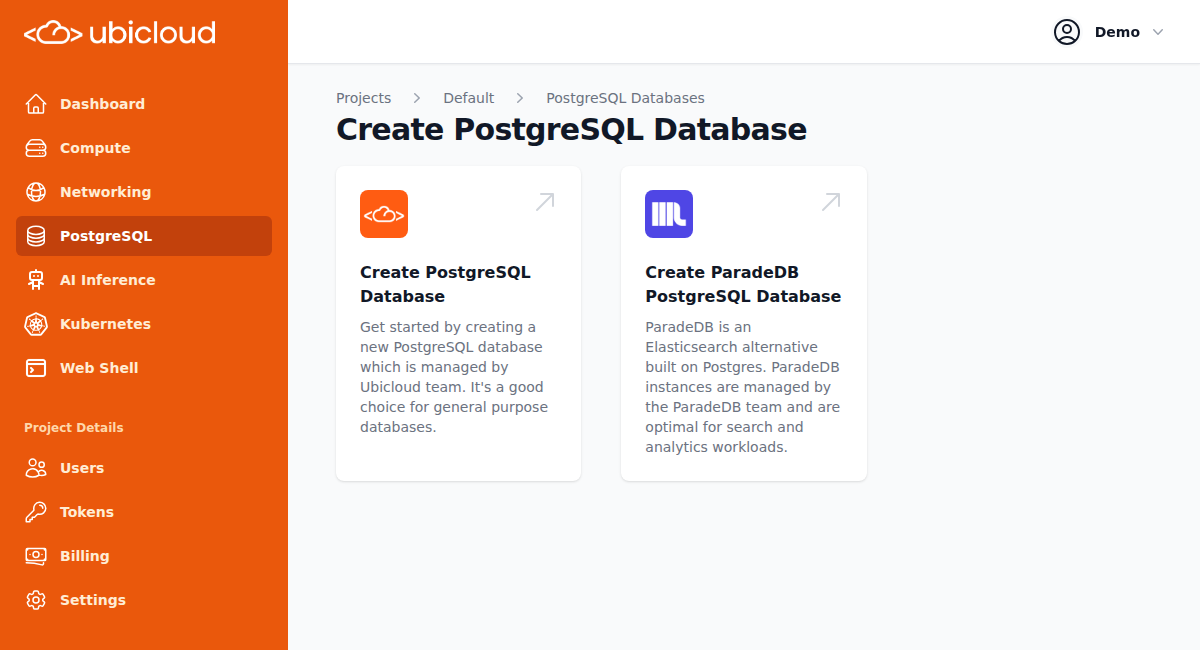 ubicloud
Demo
Dashboard
Compute
Networking
PostgreSQL
AI Inference
Kubernetes
Web Shell
Project Details
Users
Tokens
Billing
Settings
Projects
Default
PostgreSQL Databases
Create PostgreSQL Database
Create PostgreSQL
Database
Get started by creating a
new PostgreSQL database
which is managed by
Ubicloud team. It's a good
choice for general purpose
databases.
Create ParadeDB
PostgreSQL Database
ParadeDB is an
Elasticsearch alternative
built on Postgres. ParadeDB
instances are managed by
the ParadeDB team and are
optimal for search and
analytics workloads.